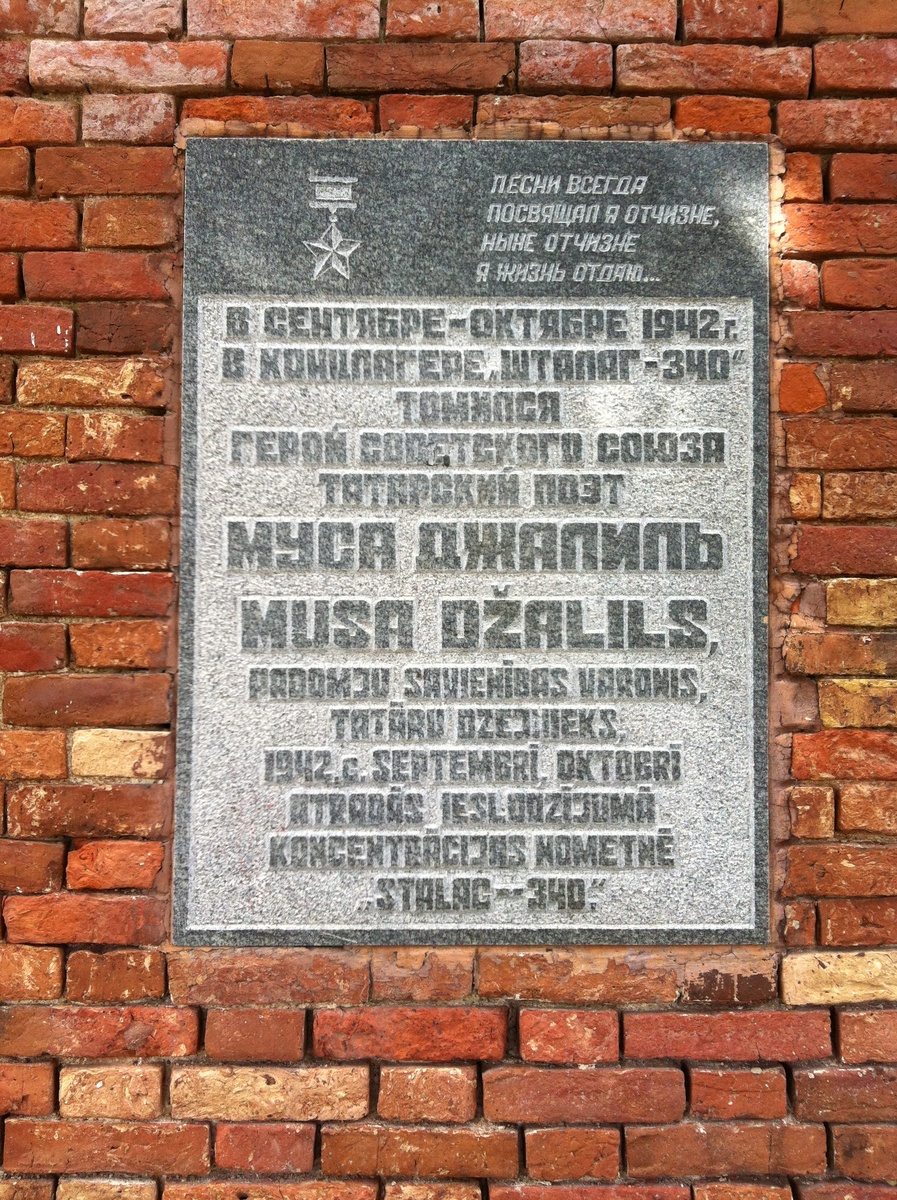 ПЕСНИ ВСЕГДА
ПОСВЯЩАЛ Я ОТЧИЗНЕ,
НЫНЕ ОТЧИЗНЕ
Я ЖИЗНЬ ОТДАЮ...
В СЕНТЯБРЕ-ОКТЯБРЕ 1942 г.
В КОНЦЛАГЕРЕ „ШТАЛАГ-340"
ТОМИЛСЯ
ГЕРОЙ СОВЕТСКОГО СОЮЗА
ТАТАРСКИЙ ПОЭТ
МУСА ДЖАЛИЛЬ
MUSA DŽALILS,
PADOMJU SAVIENĪBAS VARONIS,
TATĀRU DZEJNIEKS,
1942. G. SEPTEMBRĪ, OKTOBRĪ
ATRADĀS IESLODZĪJUMĀ
KONCENTRĀCIJAS NOMETNĒ
„STALAG-340".